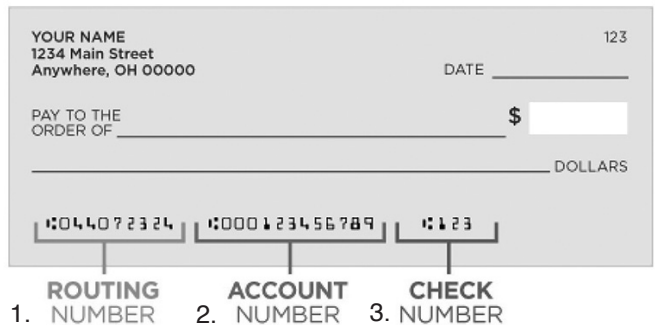 YOUR NAME 123
1234 Main Street
Anywhere, OH 00000
DATE
PAY TO THE
ORDER OF $
DOLLARS
⑆044072324 ⑆000123456789 ⑆123
ROUTING ACCOUNT CHECK
1. NUMBER 2. NUMBER 3. NUMBER